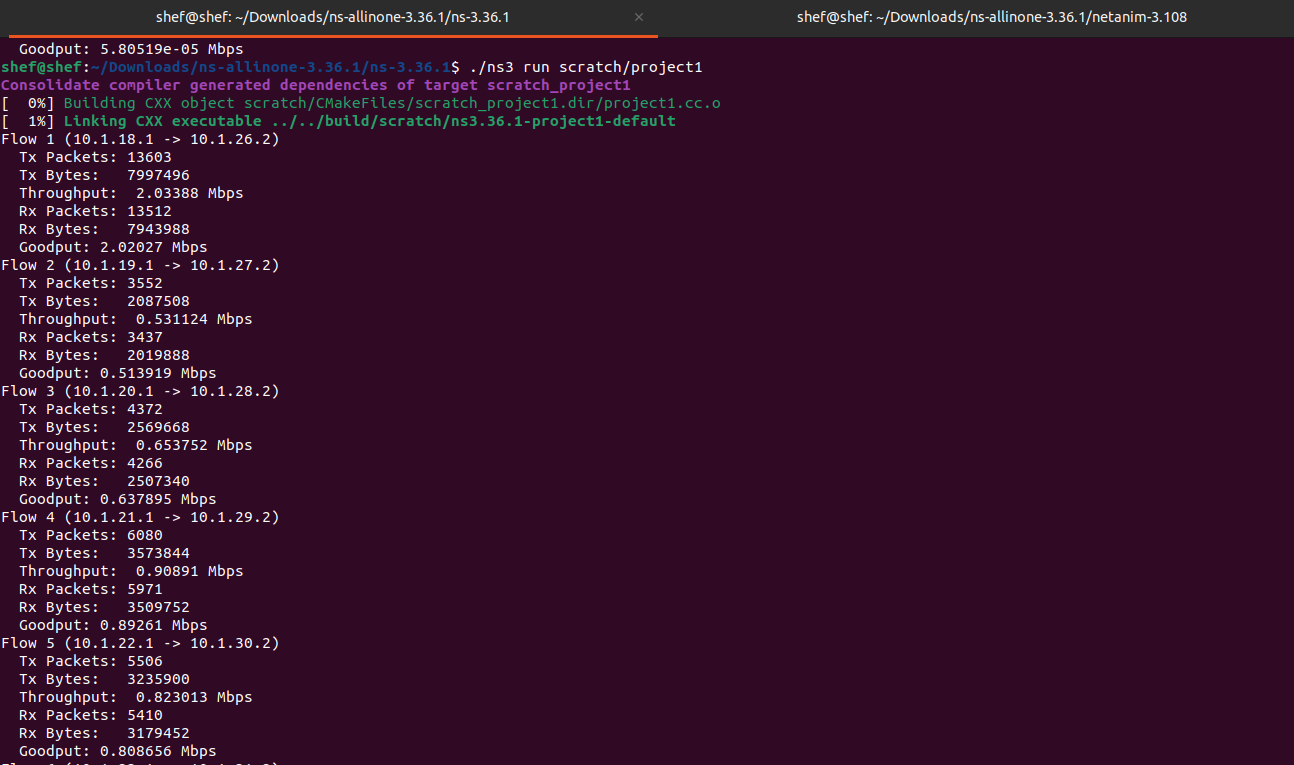 shef@shef: ~/Downloads/ns-allinone-3.36.1/ns-3.36.1 × shef@shef: ~/Downloads/ns-allinone-3.36.1/netanim-3.108
Goodput: 5.80519e-05 Mbps
shef@shef:~/Downloads/ns-allinone-3.36.1/ns-3.36.1$ ./ns3 run scratch/project1
Consolidate compiler generated dependencies of target scratch_project1
[  0%] Building CXX object scratch/CMakeFiles/scratch_project1.dir/project1.cc.o
[  1%] Linking CXX executable ../../build/scratch/ns3.36.1-project1-default
Flow 1 (10.1.18.1 -> 10.1.26.2)
  Tx Packets: 13603
  Tx Bytes:   7997496
  Throughput:  2.03388 Mbps
  Rx Packets: 13512
  Rx Bytes:   7943988
  Goodput: 2.02027 Mbps
Flow 2 (10.1.19.1 -> 10.1.27.2)
  Tx Packets: 3552
  Tx Bytes:   2087508
  Throughput:  0.531124 Mbps
  Rx Packets: 3437
  Rx Bytes:   2019888
  Goodput: 0.513919 Mbps
Flow 3 (10.1.20.1 -> 10.1.28.2)
  Tx Packets: 4372
  Tx Bytes:   2569668
  Throughput:  0.653752 Mbps
  Rx Packets: 4266
  Rx Bytes:   2507340
  Goodput: 0.637895 Mbps
Flow 4 (10.1.21.1 -> 10.1.29.2)
  Tx Packets: 6080
  Tx Bytes:   3573844
  Throughput:  0.90891 Mbps
  Rx Packets: 5971
  Rx Bytes:   3509752
  Goodput: 0.89261 Mbps
Flow 5 (10.1.22.1 -> 10.1.30.2)
  Tx Packets: 5506
  Tx Bytes:   3235900
  Throughput:  0.823013 Mbps
  Rx Packets: 5410
  Rx Bytes:   3179452
  Goodput: 0.808656 Mbps